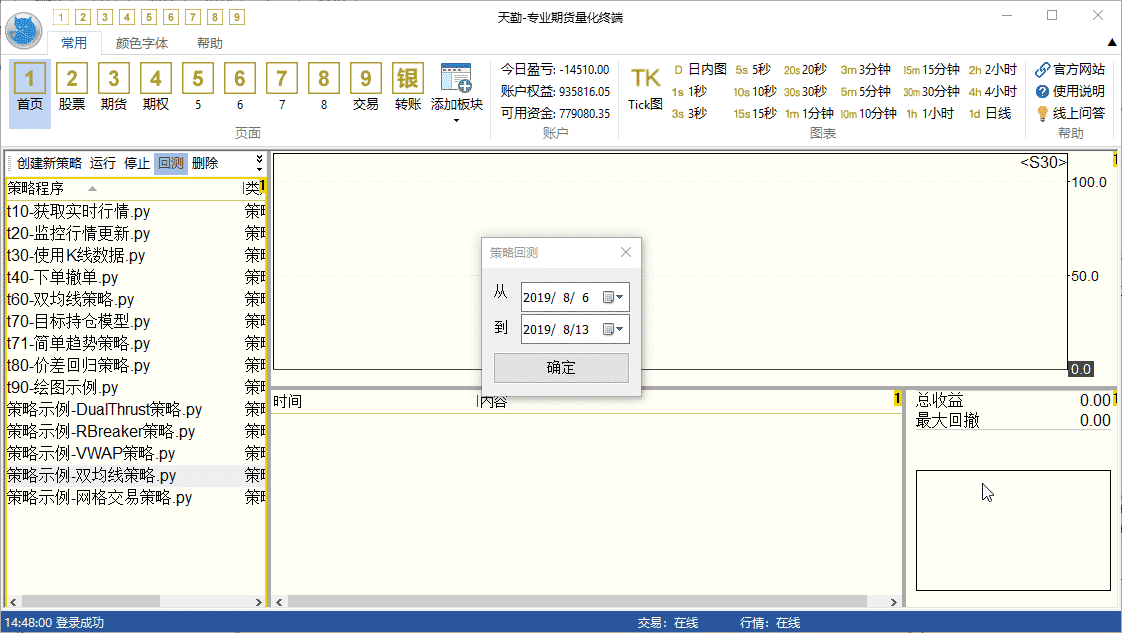 1 2 3 4 5 6 7 8 9
天勤-专业期货量化终端
常用 颜色字体 帮助
1 2 3 4 5 6 7 8 9 银
首页 股票 期货 期权 5 6 7 8 交易 转账 添加板块
页面
今日盈亏: -14510.00
账户权益: 935816.05
可用资金: 779080.35
账户
TK
Tick图
D 日内图 5s 5秒 20s 20秒 3m 3分钟 15m 15分钟 2h 2小时
1s 1秒 10s 10秒 30s 30秒 5m 5分钟 30m 30分钟 4h 4小时
3s 3秒 15s 15秒 1m 1分钟 10m 10分钟 1h 1小时 1d 日线
图表
官方网站
使用说明
线上问答
帮助
创建新策略 运行 停止 回测 删除
策略程序 类 1
t10-获取实时行情.py 策略
t20-监控行情更新.py 策略
t30-使用K线数据.py 策略
t40-下单撤单.py 策略
t60-双均线策略.py 策略
t70-目标持仓模型.py 策略
t71-简单趋势策略.py 策略
t80-价差回归策略.py 策略
t90-绘图示例.py 策略
策略示例-DualThrust策略.py 策略
策略示例-RBreaker策略.py 策略
策略示例-VWAP策略.py 策略
策略示例-双均线策略.py 策略
策略示例-网格交易策略.py 策略
<S30> 1
100.0
50.0
0.0
策略回测
从 2019/ 8/ 6
到 2019/ 8/13
确定
时间 内容 1
总收益 0.00 1
最大回撤 0.00
14:48:00 登录成功 交易: 在线 行情: 在线